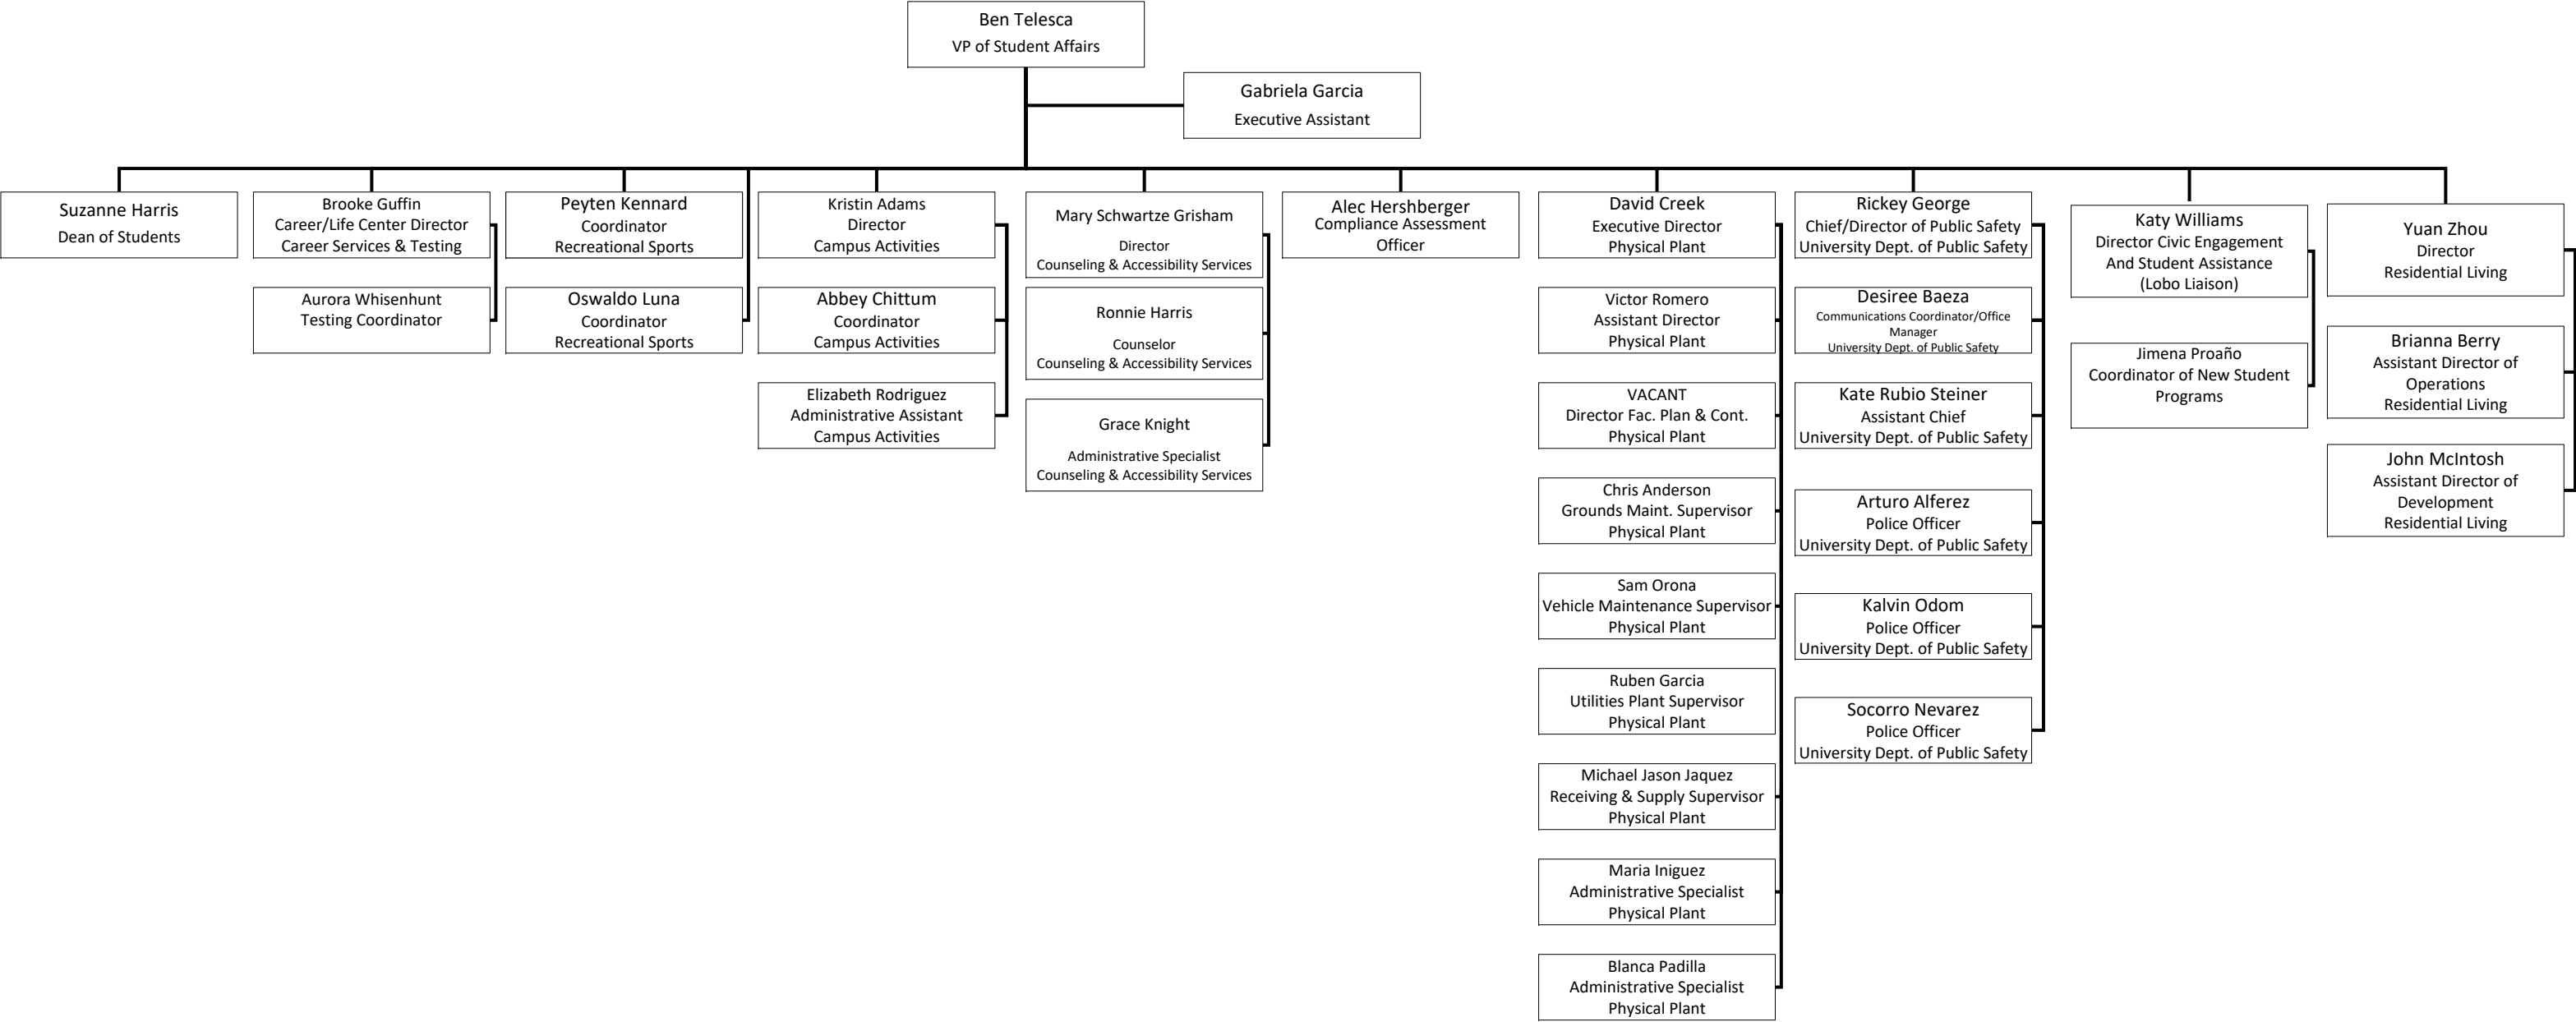 Ben Telesca
VP of Student Affairs
Gabriela Garcia
Executive Assistant
Suzanne Harris
Dean of Students
Brooke Guffin
Career/Life Center Director
Career Services & Testing
Aurora Whisenhunt
Testing Coordinator
Peyten Kennard
Coordinator
Recreational Sports
Oswaldo Luna
Coordinator
Recreational Sports
Kristin Adams
Director
Campus Activities
Abbey Chittum
Coordinator
Campus Activities
Elizabeth Rodriguez
Administrative Assistant
Campus Activities
Mary Schwartze Grisham
Director
Counseling & Accessibility Services
Ronnie Harris
Counselor
Counseling & Accessibility Services
Grace Knight
Administrative Specialist
Counseling & Accessibility Services
Alec Hershberger
Compliance Assessment
Officer
David Creek
Executive Director
Physical Plant
Victor Romero
Assistant Director
Physical Plant
VACANT
Director Fac. Plan & Cont.
Physical Plant
Chris Anderson
Grounds Maint. Supervisor
Physical Plant
Sam Orona
Vehicle Maintenance Supervisor
Physical Plant
Ruben Garcia
Utilities Plant Supervisor
Physical Plant
Michael Jason Jaquez
Receiving & Supply Supervisor
Physical Plant
Maria Iniguez
Administrative Specialist
Physical Plant
Blanca Padilla
Administrative Specialist
Physical Plant
Rickey George
Chief/Director of Public Safety
University Dept. of Public Safety
Desiree Baeza
Communications Coordinator/Office
Manager
University Dept. of Public Safety
Kate Rubio Steiner
Assistant Chief
University Dept. of Public Safety
Arturo Alferez
Police Officer
University Dept. of Public Safety
Kalvin Odom
Police Officer
University Dept. of Public Safety
Socorro Nevarez
Police Officer
University Dept. of Public Safety
Katy Williams
Director Civic Engagement
And Student Assistance
(Lobo Liaison)
Jimena Proaño
Coordinator of New Student
Programs
Yuan Zhou
Director
Residential Living
Brianna Berry
Assistant Director of
Operations
Residential Living
John McIntosh
Assistant Director of
Development
Residential Living